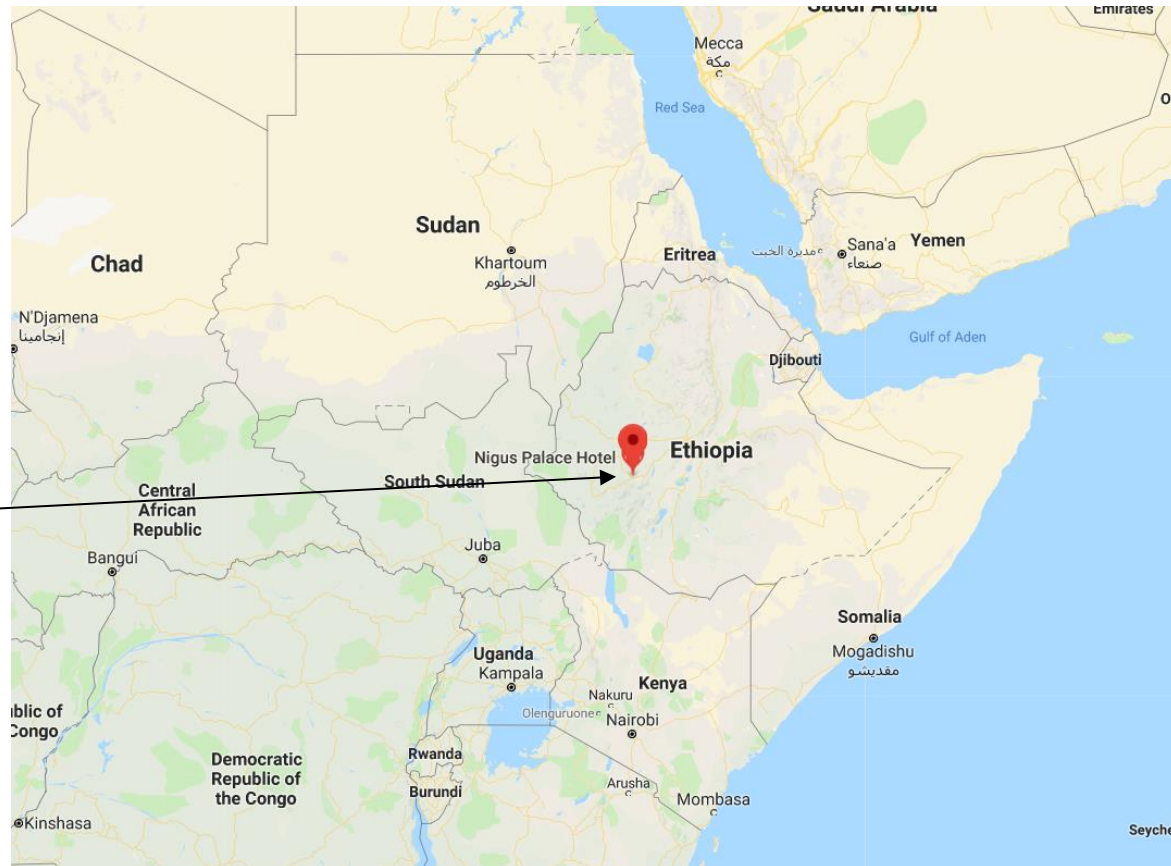 Saudi Arabia
Emirates
Mecca
مكة
Red Sea
Sudan
Khartoum
الخرطوم
Chad
N'Djamena
إنجامينا
Eritrea
مديرة الخبت
Sana'a
صنعاء
Yemen
Gulf of Aden
Djibouti
Nigus Palace Hotel
Ethiopia
South Sudan
Central
African
Republic
Bangui
Juba
Somalia
Mogadishu
مقديشو
Uganda
Kampala
Kenya
Nakuru
Olenguruone
Nairobi
ublic of
Congo
Rwanda
Burundi
Democratic
Republic of
the Congo
Arusha
Mombasa
Kinshasa
Seyche